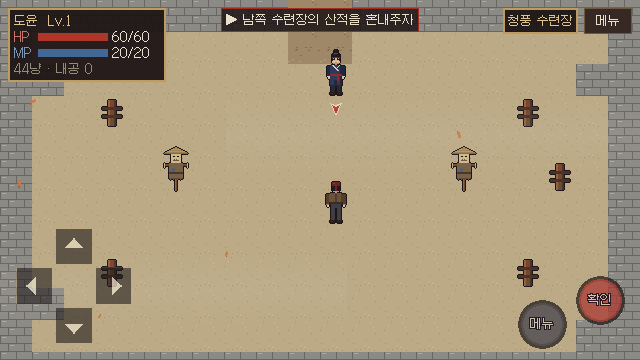 도윤 Lv.1
HP 60/60
MP 20/20
44냥 · 내공 0
▶ 남쪽 수련장의 산적을 혼내주자
청풍 수련장
메뉴
확인
메뉴